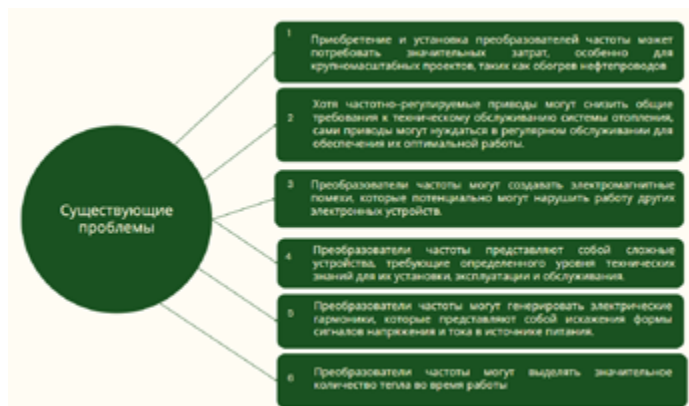 Существующие
проблемы
1
Приобретение и установка преобразователей частоты может
потребовать значительных затрат, особенно для
крупномасштабных проектов, таких как обогрев нефтепроводов
2
Хотя частотно-регулируемые приводы могут снизить общие
требования к техническому обслуживанию системы отопления,
сами приводы могут нуждаться в регулярном обслуживании для
обеспечения их оптимальной работы.
3
Преобразователи частоты могут создавать электромагнитные
помехи, которые потенциально могут нарушить работу других
электронных устройств.
4
Преобразователи частоты представляют собой сложные
устройства, требующие определенного уровня технических
знаний для их установки, эксплуатации и обслуживания.
5
Преобразователи частоты могут генерировать электрические
гармоники, которые представляют собой искажения формы
сигналов напряжения и тока в источнике питания.
6
Преобразователи частоты могут выделять значительное
количество тепла во время работы